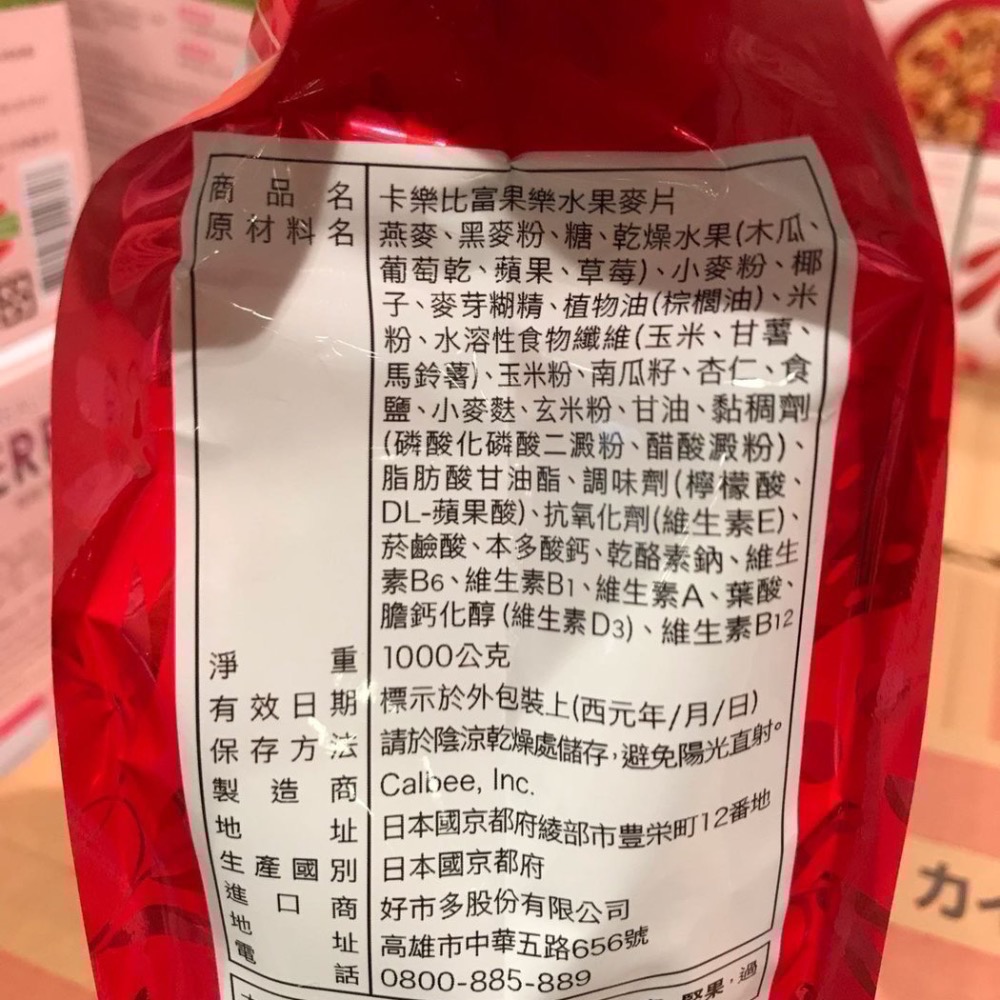 商品名 卡樂比富果樂水果麥片
原材料名 燕麥、黑麥粉、糖、乾燥水果(木瓜、
葡萄乾、蘋果、草莓)、小麥粉、椰
子、麥芽糊精、植物油(棕櫚油)、米
粉、水溶性食物纖維(玉米、甘薯、
馬鈴薯)、玉米粉、南瓜籽、杏仁、食
鹽、小麥麩、玄米粉、甘油、黏稠劑
(磷酸化磷酸二澱粉、醋酸澱粉)、
脂肪酸甘油酯、調味劑(檸檬酸、
DL-蘋果酸)、抗氧化劑(維生素E)、
菸鹼酸、本多酸鈣、乾酪素鈉、維生
素B6、維生素B1、維生素A、葉酸、
膽鈣化醇(維生素D3)、維生素B12
淨重 1000公克
有效日期 標示於外包裝上(西元年/月/日)
保存方法 請於陰涼乾燥處儲存,避免陽光直射。
製造商 Calbee, Inc.
地址 日本國京都府綾部市豊栄町12番地
生產國別 日本國京都府
進口商 好市多股份有限公司
地址 高雄市中華五路656號
電話 0800-885-889
堅果,過
カイ